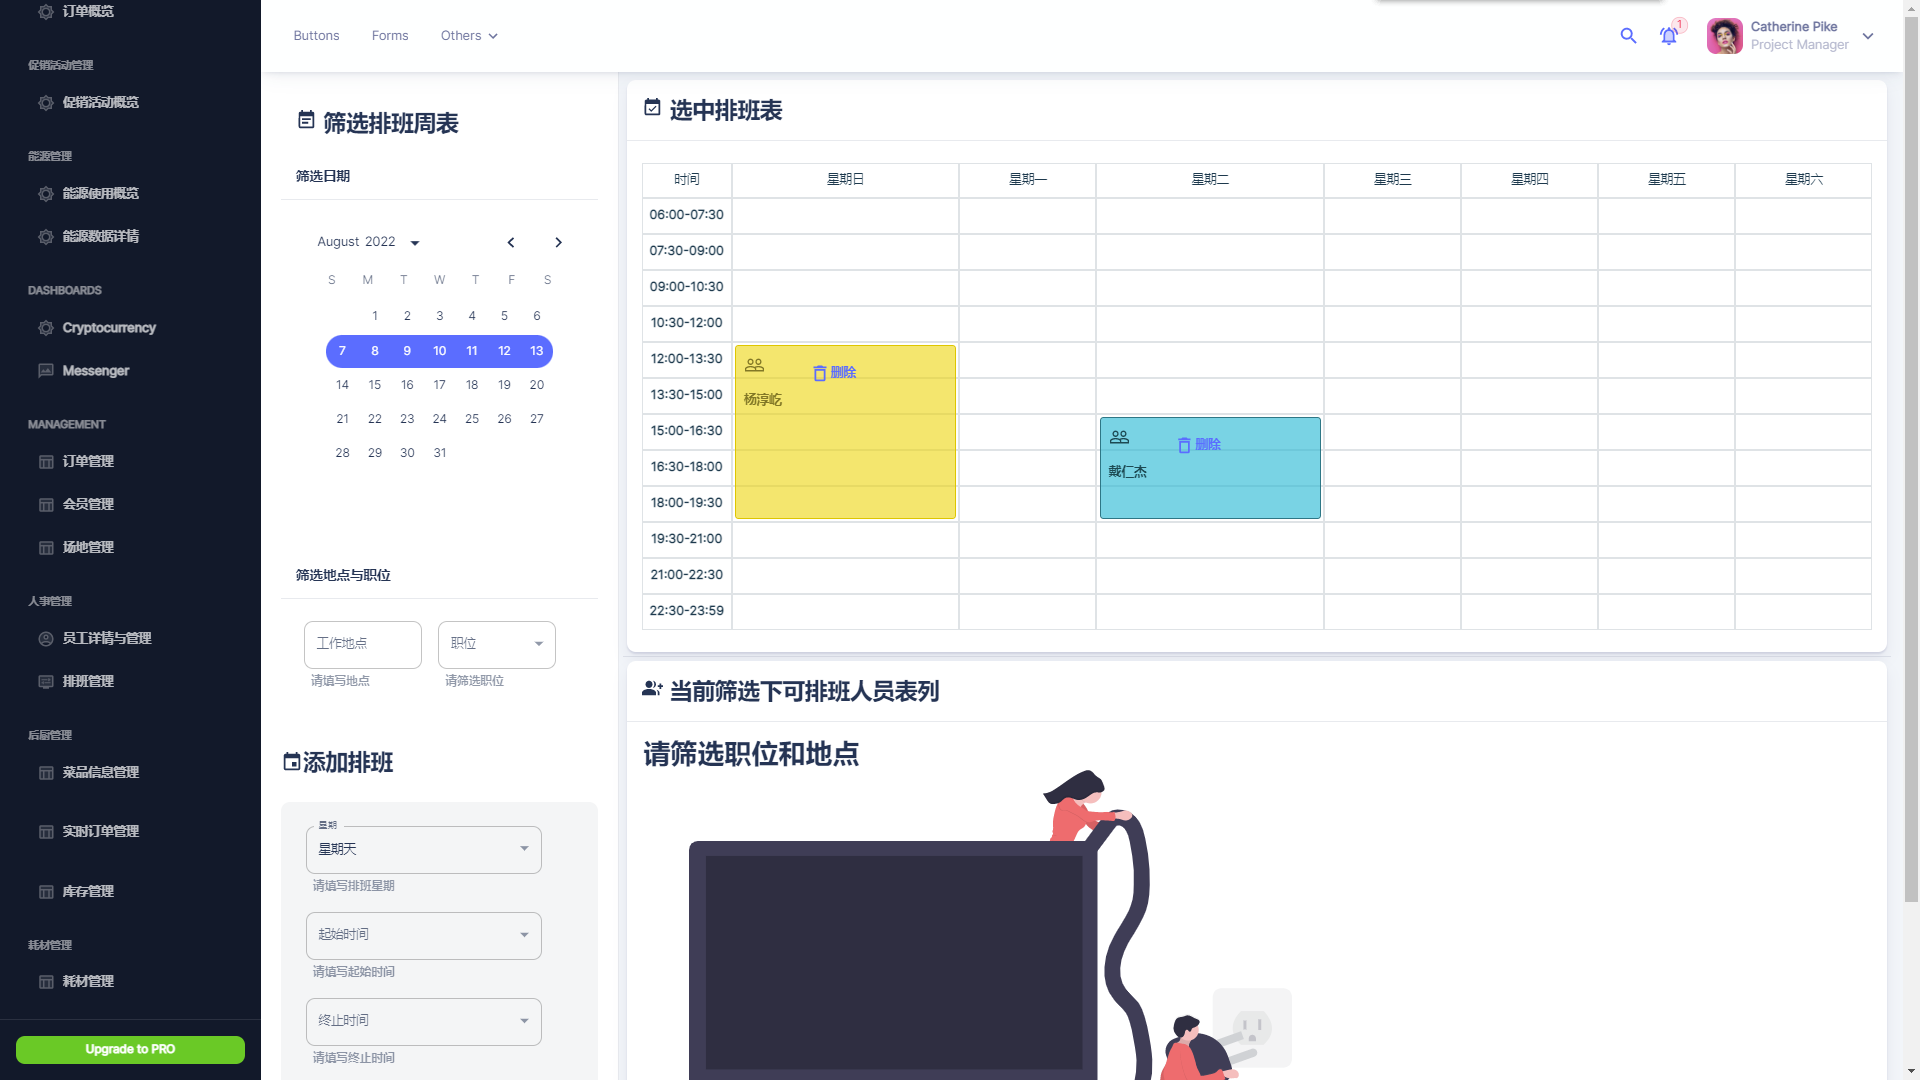 订单概览
促销活动管理
促销活动概览
能源管理
能源使用概览
能源数据详情
DASHBOARDS
Cryptocurrency
Messenger
MANAGEMENT
订单管理
会员管理
场地管理
人事管理
员工详情与管理
排班管理
后厨管理
菜品信息管理
实时订单管理
库存管理
耗材管理
耗材管理
Upgrade to PRO
Buttons Forms Others
1
Catherine Pike
Project Manager
筛选排班周表
筛选日期
August 2022
S M T W T F S
1 2 3 4 5 6
7 8 9 10 11 12 13
14 15 16 17 18 19 20
21 22 23 24 25 26 27
28 29 30 31
筛选地点与职位
工作地点 职位
请填写地点 请筛选职位
添加排班
星期
星期天
请填写排班星期
起始时间
请填写起始时间
终止时间
请填写终止时间
选中排班表
时间 星期日 星期一 星期二 星期三 星期四 星期五 星期六
06:00-07:30
07:30-09:00
09:00-10:30
10:30-12:00
12:00-13:30
删除
13:30-15:00
杨淳屹
15:00-16:30
删除
16:30-18:00
戴仁杰
18:00-19:30
19:30-21:00
21:00-22:30
22:30-23:59
当前筛选下可排班人员表列
请筛选职位和地点